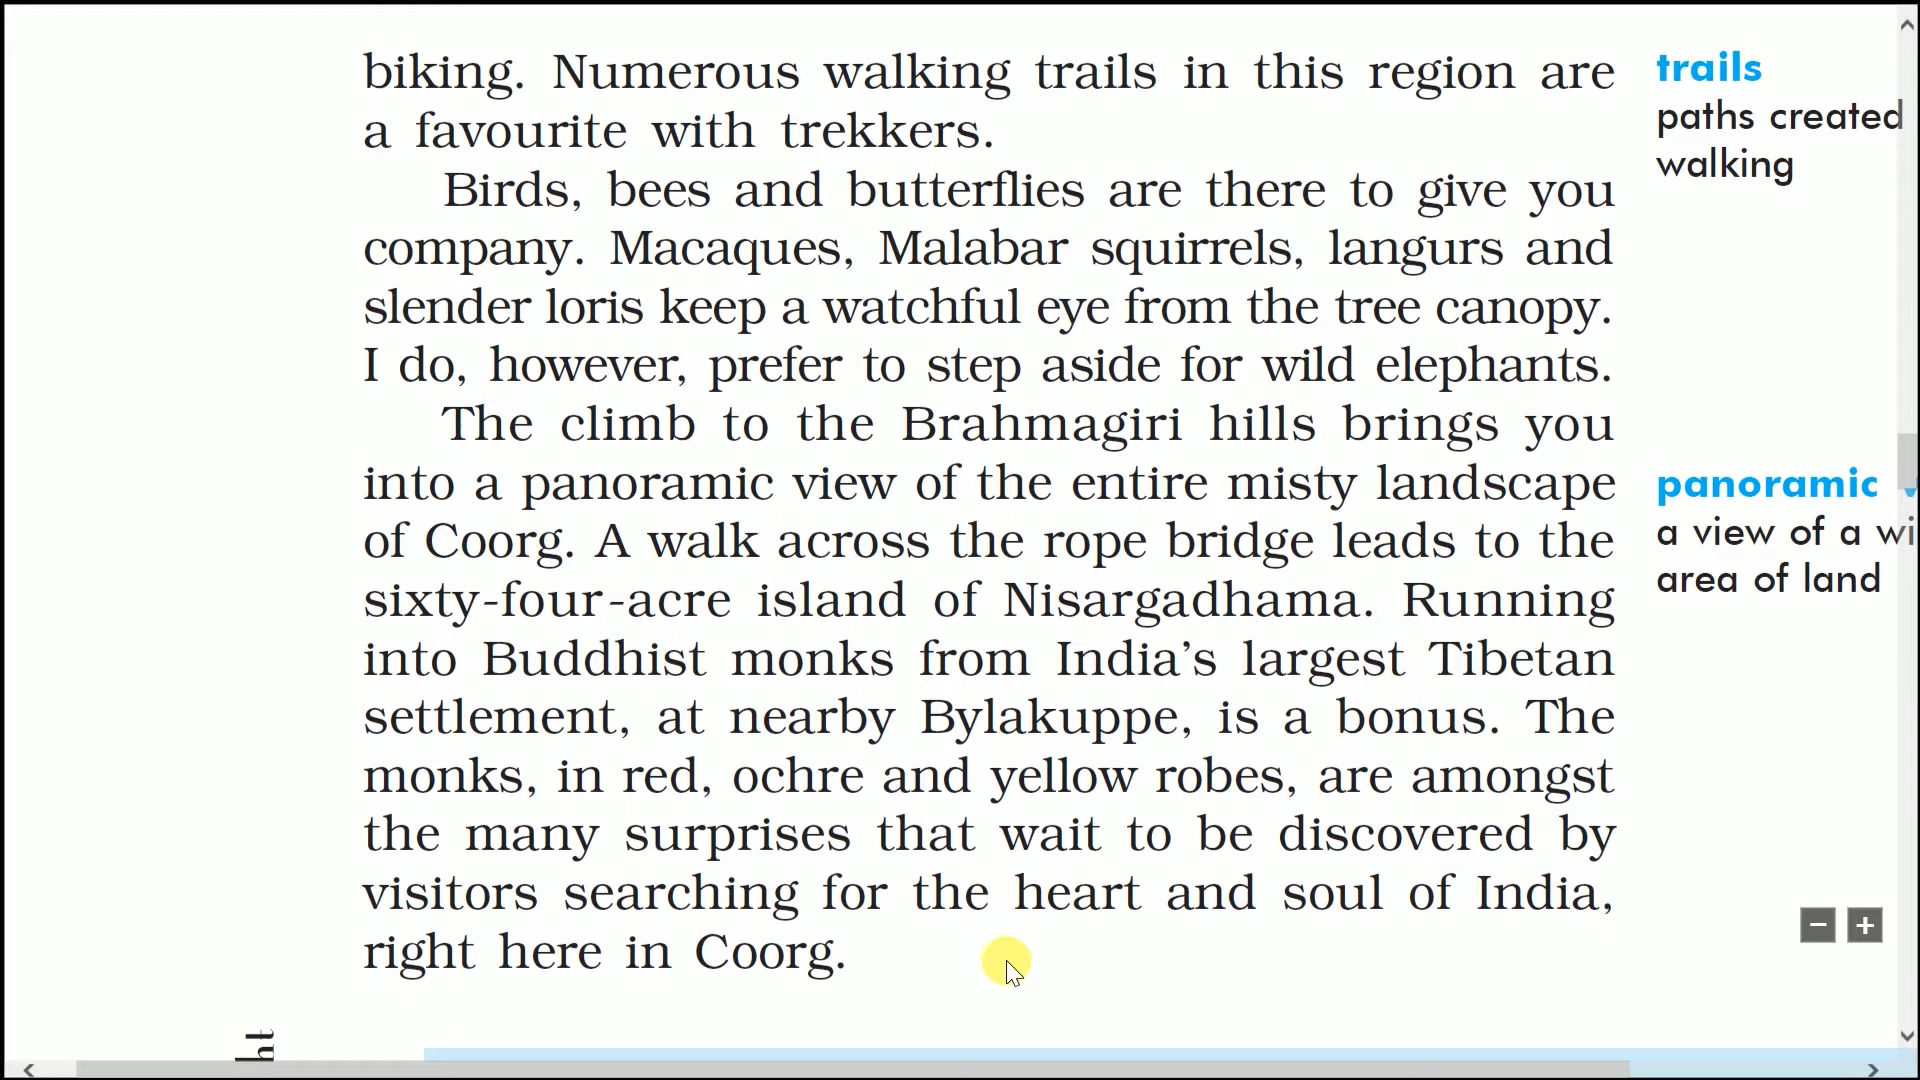 biking. Numerous walking trails in this region are
a favourite with trekkers.
Birds, bees and butterflies are there to give you
company. Macaques, Malabar squirrels, langurs and
slender loris keep a watchful eye from the tree canopy.
I do, however, prefer to step aside for wild elephants.
The climb to the Brahmagiri hills brings you
into a panoramic view of the entire misty landscape
of Coorg. A walk across the rope bridge leads to the
sixty-four-acre island of Nisargadhama. Running
into Buddhist monks from India’s largest Tibetan
settlement, at nearby Bylakuppe, is a bonus. The
monks, in red, ochre and yellow robes, are amongst
the many surprises that wait to be discovered by
visitors searching for the heart and soul of India,
right here in Coorg.
trails
paths created
walking
panoramic
a view of a
area of land